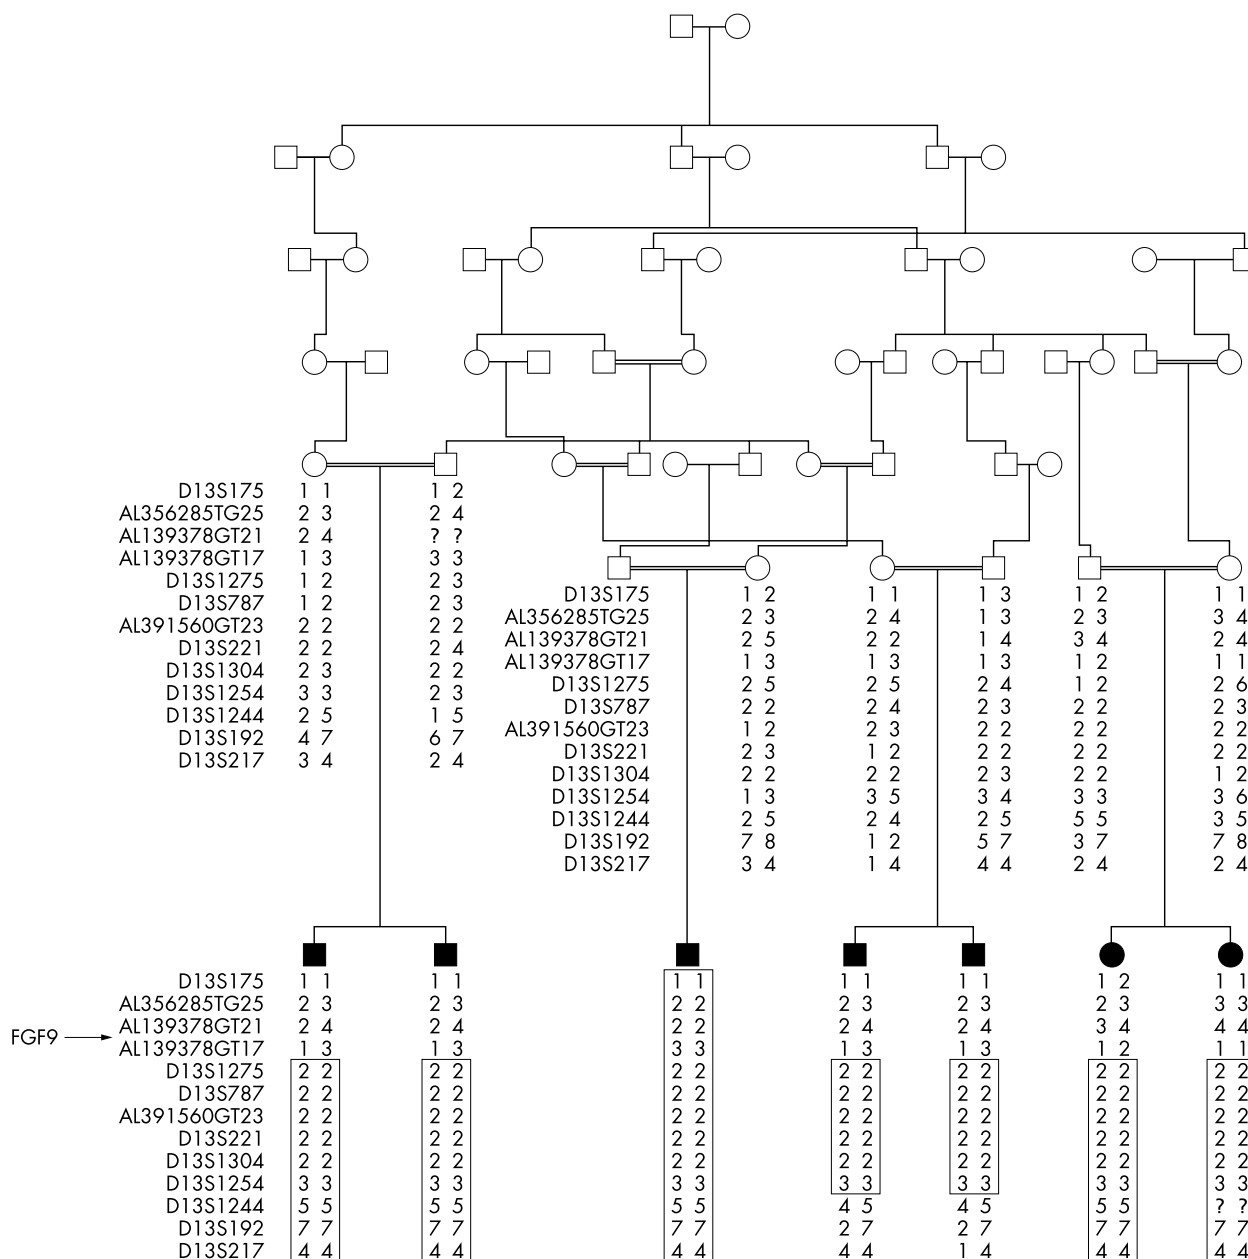 D13S175 1 1 1 2
AL356285TG25 2 3 2 4
AL139378GT21 2 4 ? ?
AL139378GT17 1 3 3 3
D13S1275 1 2 2 3
D13S787 1 2 2 3
AL391560GT23 2 2 2 2
D13S221 2 2 2 4
D13S1304 2 3 2 2
D13S1254 3 3 2 3
D13S1244 2 5 1 5
D13S192 4 7 6 7
D13S217 3 4 2 4
D13S175 1 2 1 1 1 3 1 2 1 1
AL356285TG25 2 3 2 4 1 3 2 3 3 4
AL139378GT21 2 5 2 2 1 4 3 4 2 4
AL139378GT17 1 3 1 3 1 3 1 2 1 1
D13S1275 2 5 2 5 2 4 1 2 2 6
D13S787 2 2 2 4 2 3 2 2 2 3
AL391560GT23 1 2 2 3 2 2 2 2 2 2
D13S221 2 3 1 2 2 2 2 2 2 2
D13S1304 2 2 2 2 2 3 2 2 1 2
D13S1254 1 3 3 5 3 4 3 3 3 6
D13S1244 2 5 2 4 2 5 5 5 3 5
D13S192 7 8 1 2 5 7 3 7 7 8
D13S217 3 4 1 4 4 4 2 4 2 4
D13S175 1 1 1 1 1 1 1 1 1 1 1 2 1 1
AL356285TG25 2 3 2 3 2 2 2 3 2 3 2 3 3 3
AL139378GT21 2 4 2 4 2 2 2 4 2 4 3 4 4 4
FGF9
AL139378GT17 1 3 1 3 3 3 1 3 1 3 1 2 1 1
D13S1275 2 2 2 2 2 2 2 2 2 2 2 2 2 2
D13S787 2 2 2 2 2 2 2 2 2 2 2 2 2 2
AL391560GT23 2 2 2 2 2 2 2 2 2 2 2 2 2 2
D13S221 2 2 2 2 2 2 2 2 2 2 2 2 2 2
D13S1304 2 2 2 2 2 2 2 2 2 2 2 2 2 2
D13S1254 3 3 3 3 3 3 3 3 3 3 3 3 3 3
D13S1244 5 5 5 5 5 5 4 5 4 5 5 5 ? ?
D13S192 7 7 7 7 7 7 2 7 2 7 7 7 7 7
D13S217 4 4 4 4 4 4 4 4 1 4 4 4 4 4